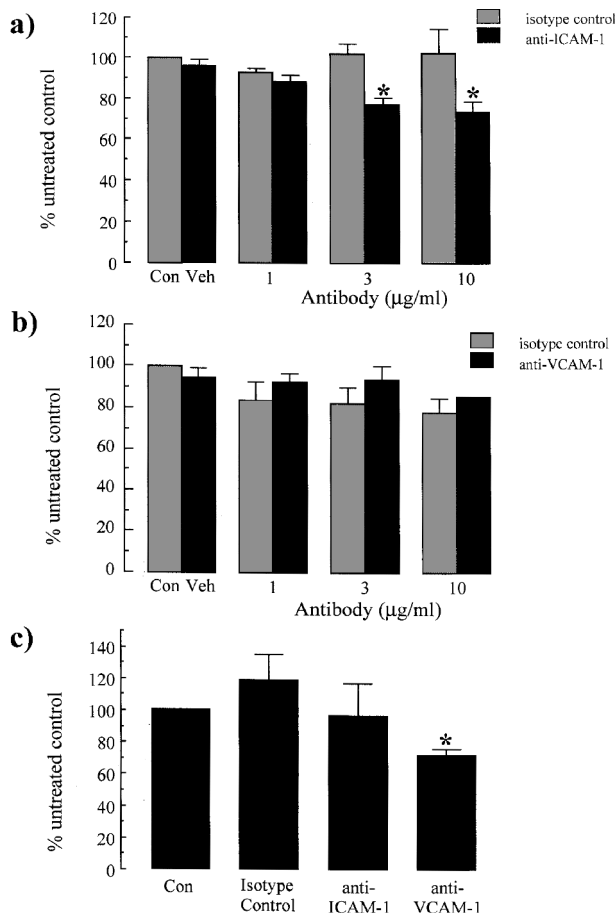 a)
isotype control
anti-ICAM-1
% untreated control
120
100
80
60
40
20
0
*
*
Con Veh 1 3 10
Antibody (μg/ml)
b)
isotype control
anti-VCAM-1
% untreated control
120
100
80
60
40
20
0
Con Veh 1 3 10
Antibody (μg/ml)
c)
% untreated control
140
120
100
80
60
40
20
0
*
Con Isotype anti- anti-
Control ICAM-1 VCAM-1